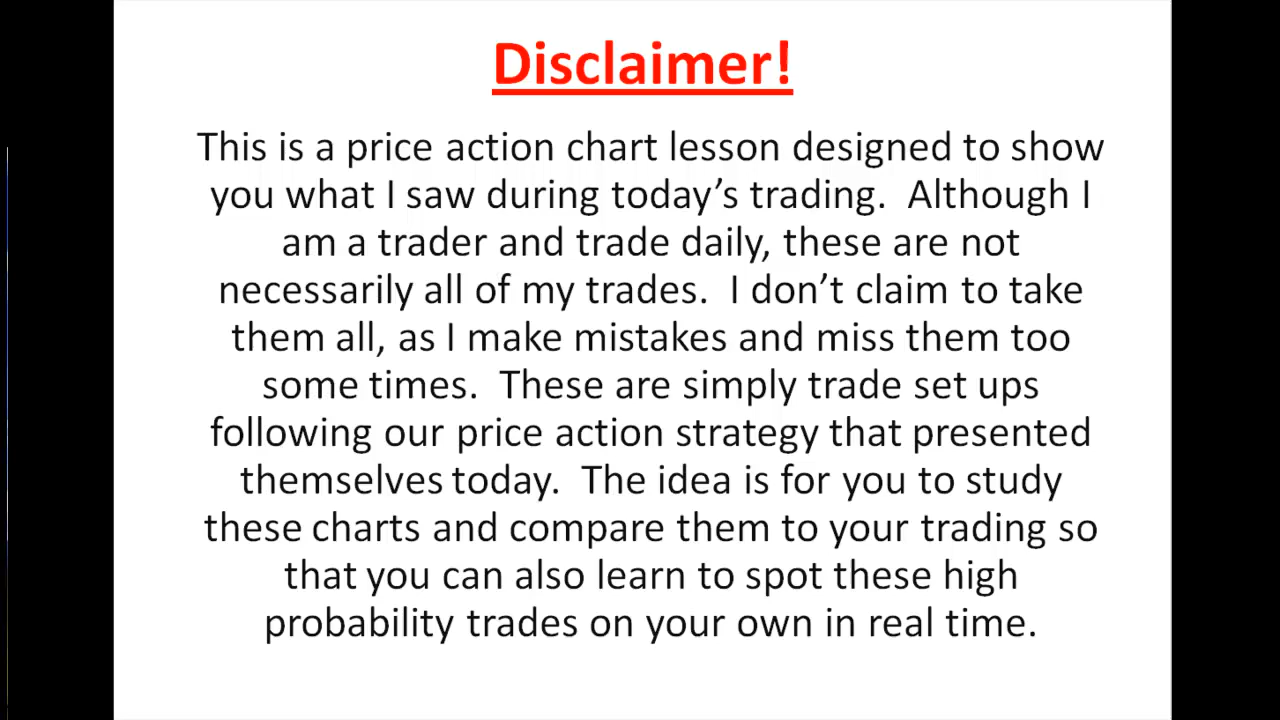 Disclaimer!
This is a price action chart lesson designed to show
you what I saw during today's trading.  Although I
am a trader and trade daily, these are not
necessarily all of my trades.  I don't claim to take
them all, as I make mistakes and miss them too
some times.  These are simply trade set ups
following our price action strategy that presented
themselves today.  The idea is for you to study
these charts and compare them to your trading so
that you can also learn to spot these high
probability trades on your own in real time.